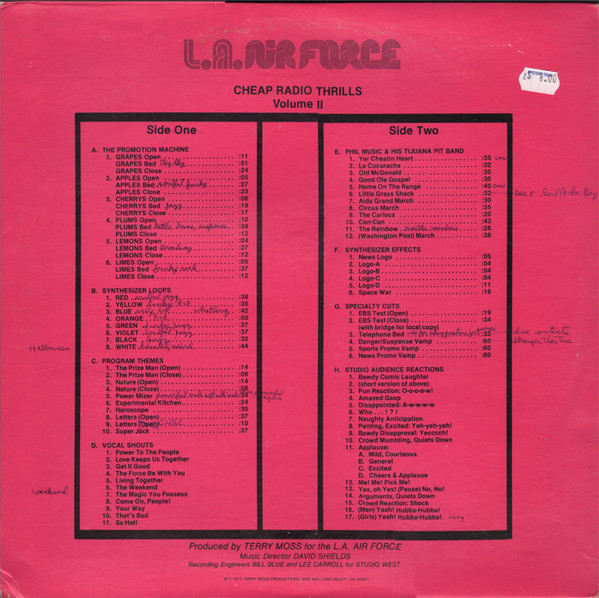 L.A. AIR FORCE
CHEAP RADIO THRILLS
Volume II
8.00
Side One
A. THE PROMOTION MACHINE
1. GRAPES Open :11
GRAPES Bed :51
GRAPES Close :24
2. APPLES Open :05
APPLES Bed :27
APPLES Close :23
3. CHERRYS Open :06
CHERRYS Bed jazz :19
CHERRYS Close :17
4. PLUMS Open :10
PLUMS Bed :38
PLUMS Close :12
5. LEMONS Open :04
LEMONS Bed :27
LEMONS Close :12
6. LIMES Open :05
LIMES Bed funky rock :37
LIMES Close :12
B. SYNTHESIZER LOOPS
1. RED :38
2. YELLOW :30
3. BLUE :42
4. ORANGE :50
5. GREEN :37
6. VIOLET :37
7. BLACK :32
Halloween
8. WHITE :44
C. PROGRAM THEMES
1. The Prize Man (Open) :14
2. The Prize Man (Close) :08
3. Nature (Open) :14
4. Nature (Close) :08
5. Power Mizer :34
6. Experimental Kitchen :24
7. Horoscope :30
8. Letters (Open) :37
9. Letters (Open) :10
10. Super Jock :37
D. VOCAL SHOUTS
1. Power To The People
2. Love Keeps Us Together
3. Get It Good
4. The Force Be With You
5. Living Together
weekend
6. The Weekend
7. The Magic You Possess
8. Come On, People!
9. Your Way
10. That's Bad
11. So Hot!
Side Two
E. PHIL MUSIC & HIS TIJUANA PIT BAND
1. Yer Cheatin Heart :35
2. La Cucuracha :32
3. Old McDonald :30
4. Good Ole Gospel :35
5. Home On The Range :40
6. Little Grass Shack :32
7. Aida Grand March :30
8. Circus March :35
9. The Carioca :20
10. Can-Can :43
11. The Rainbow :28
12. (Washington Post) March :38
F. SYNTHESIZER EFFECTS
1. News Logo :05
2. Logo-A :04
3. Logo-B :04
4. Logo-C :04
5. Logo-D :11
6. Space War :19
G. SPECIALTY CUTS
1. EBS Test (Open) :19
2. EBS Test (Close) :34
(with bridge for local copy)
3. Telephone Bed :33
4. Danger/Suspense Vamp :60
5. Sports Promo Vamp :60
6. News Promo Vamp :60
H. STUDIO AUDIENCE REACTIONS
1. Bawdy Comic Laughter
2. (short version of above)
3. Fun Reaction: O-o-o-o-w!
4. Amazed Gasp
5. Disappointed: A-w-w-w-w
6. Who . . . ! ? !
7. Naughty Anticipation
8. Panting, Excited: Yeh-yeh-yeh!
9. Bawdy Disapproval: Yecccch!
10. Crowd Mumbling, Quiets Down
11. Applause:
A. Mild, Courteous
B. General
C. Excited
D. Cheers & Applause
12. Me! Me! Pick Me!
13. Yes, oh Yes! (Pause) No, No!
14. Arguments, Quiets Down
15. Crowd Reaction: Shock
16. (Men) Yeah! Hubba-Hubba!
17. (Girls) Yeah! Hubba-Hubba!
Produced by TERRY MOSS for the L.A. AIR FORCE
Music Director DAVID SHIELDS
Recording Engineers BILL BLUE and LEE CARROLL for STUDIO WEST